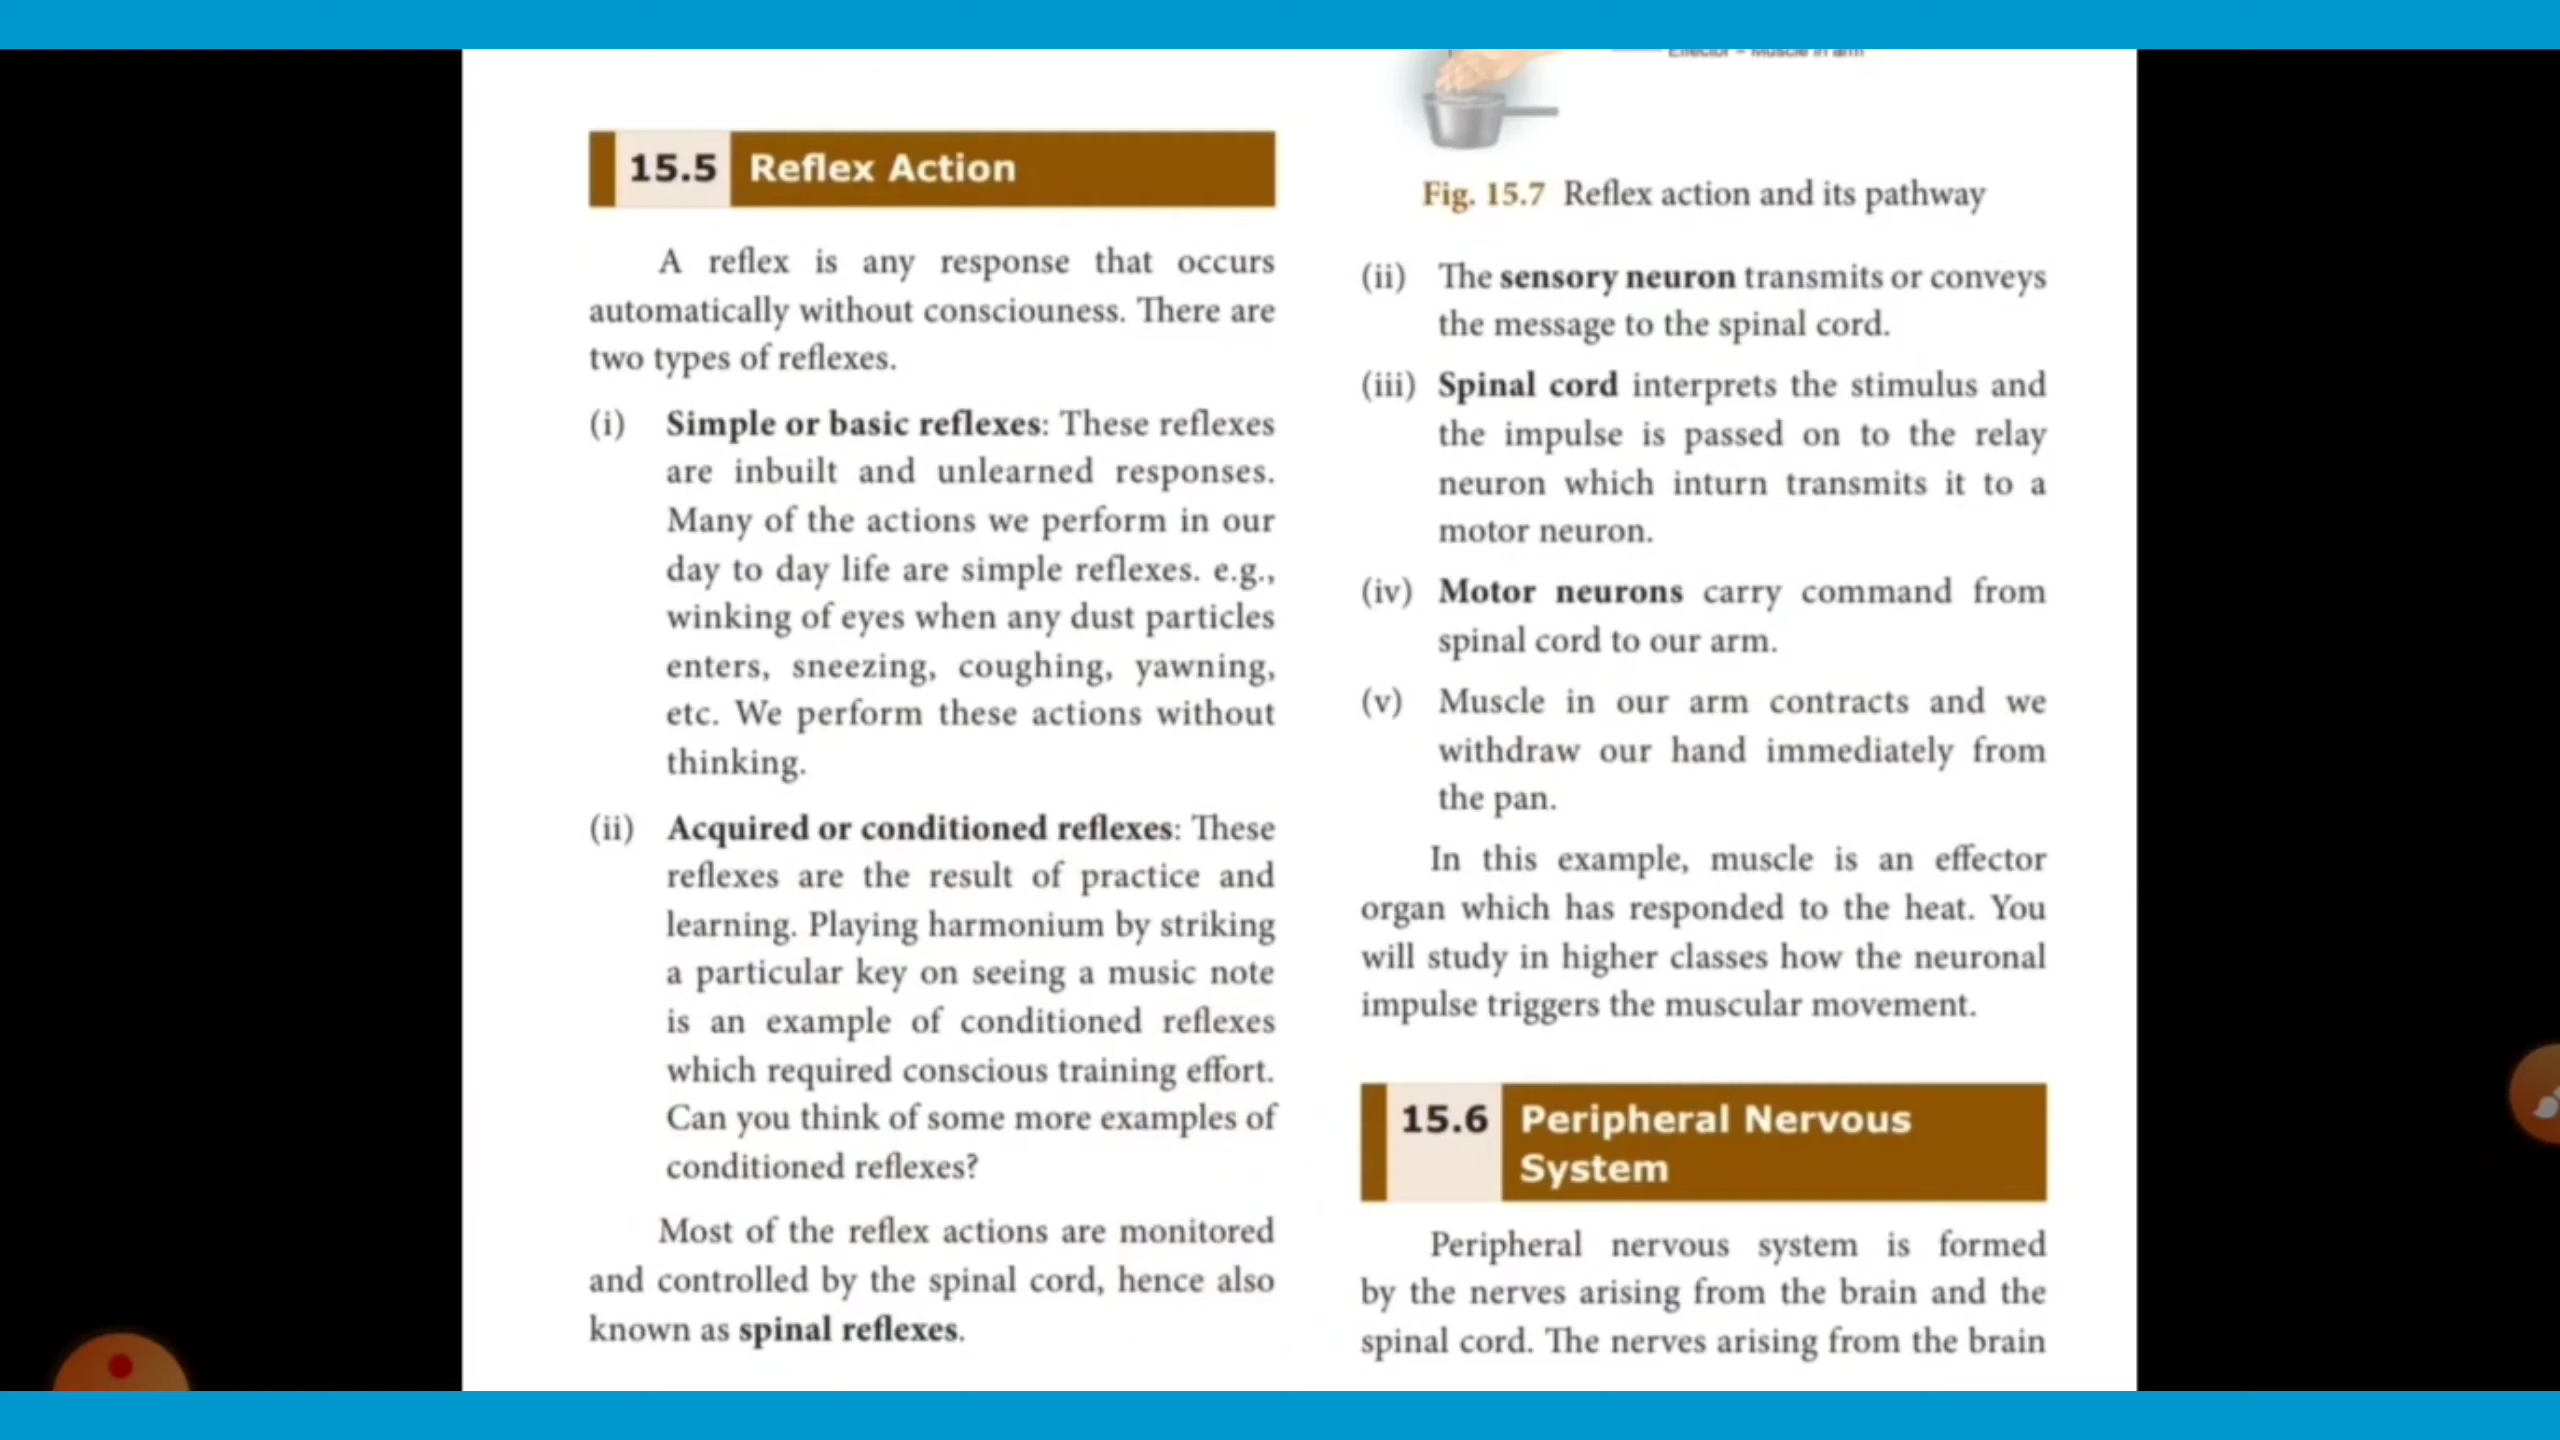 15.5 Reflex Action
A reflex is any response that occurs
automatically without consciouness. There are
two types of reflexes.
(i) Simple or basic reflexes: These reflexes
are inbuilt and unlearned responses.
Many of the actions we perform in our
day to day life are simple reflexes. e.g.,
winking of eyes when any dust particles
enters, sneezing, coughing, yawning,
etc. We perform these actions without
thinking.
(ii) Acquired or conditioned reflexes: These
reflexes are the result of practice and
learning. Playing harmonium by striking
a particular key on seeing a music note
is an example of conditioned reflexes
which required conscious training effort.
Can you think of some more examples of
conditioned reflexes?
Most of the reflex actions are monitored
and controlled by the spinal cord, hence also
known as spinal reflexes.
Effector – Muscle in arm
Fig. 15.7 Reflex action and its pathway
(ii) The sensory neuron transmits or conveys
the message to the spinal cord.
(iii) Spinal cord interprets the stimulus and
the impulse is passed on to the relay
neuron which inturn transmits it to a
motor neuron.
(iv) Motor neurons carry command from
spinal cord to our arm.
(v) Muscle in our arm contracts and we
withdraw our hand immediately from
the pan.
In this example, muscle is an effector
organ which has responded to the heat. You
will study in higher classes how the neuronal
impulse triggers the muscular movement.
15.6 Peripheral Nervous
System
Peripheral nervous system is formed
by the nerves arising from the brain and the
spinal cord. The nerves arising from the brain